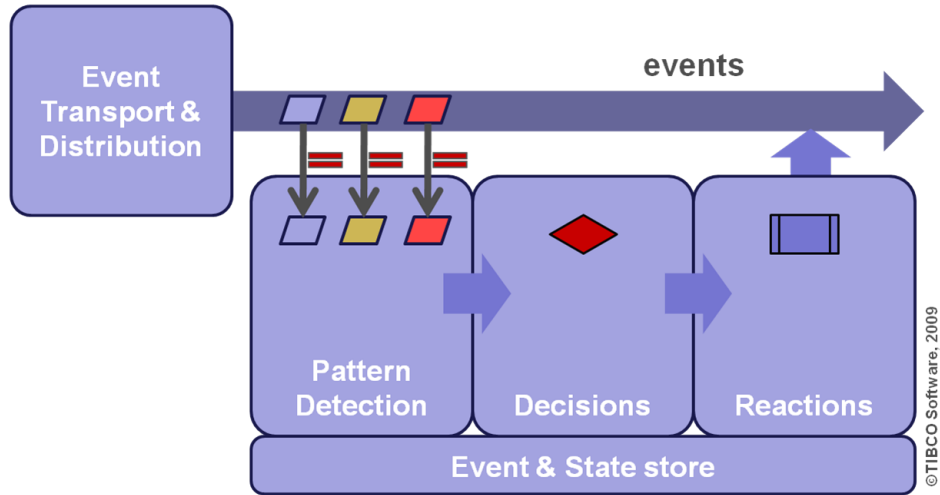 Event
Transport &
Distribution
events
Pattern
Detection
Decisions
Reactions
Event & State store
©TIBCO Software, 2009